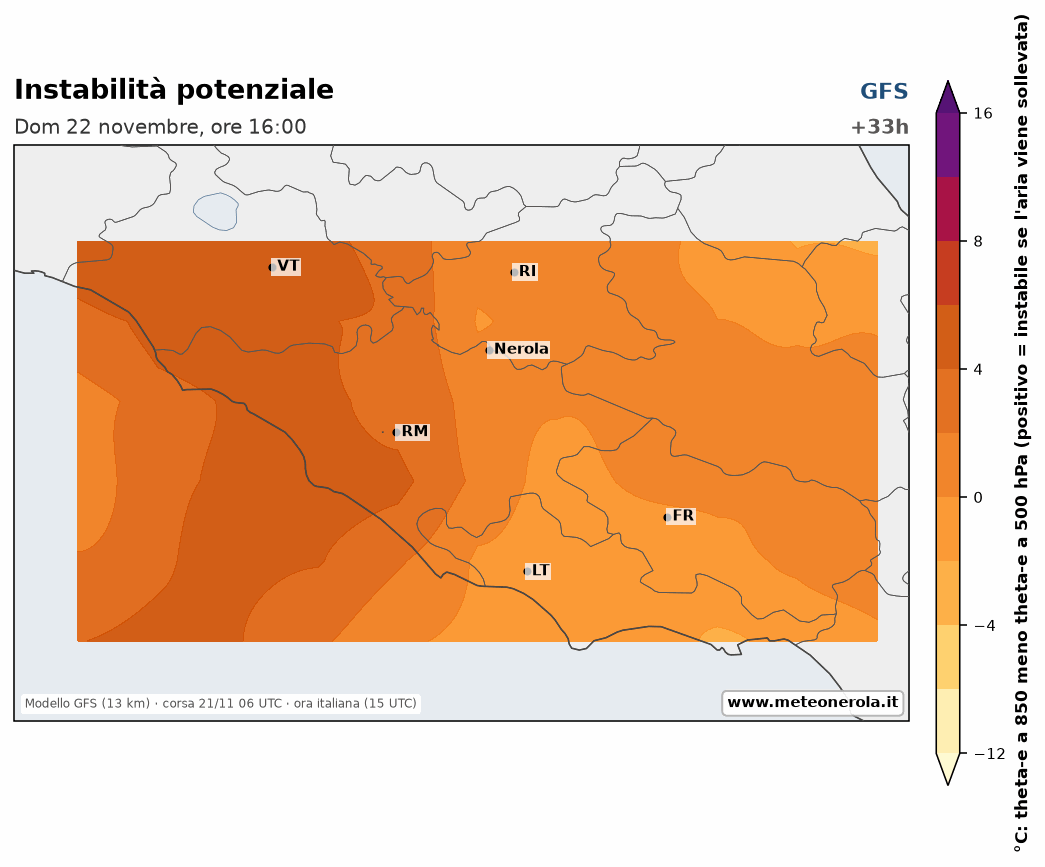 Instabilità potenziale
GFS
Dom 22 novembre, ore 16:00
+33h
VT
RI
Nerola
RM
FR
LT
Modello GFS (13 km) · corsa 21/11 06 UTC · ora italiana (15 UTC)
www.meteonerola.it
16
8
4
0
−4
−12
°C: theta-e a 850 meno theta-e a 500 hPa (positivo = instabile se l'aria viene sollevata)